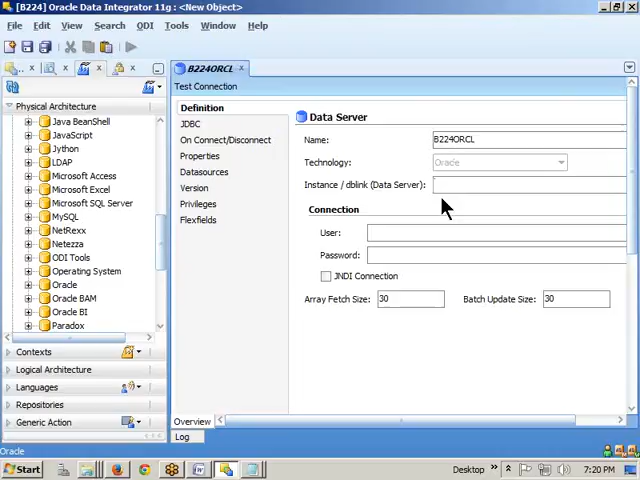 [B224] Oracle Data Integrator 11g : <New Object>
File Edit View Search ODI Tools Window Help
B224ORCL
Test Connection
Physical Architecture
Java BeanShell
JavaScript
Jython
LDAP
Microsoft Access
Microsoft Excel
Microsoft SQL Server
MySQL
NetRexx
Netezza
ODI Tools
Operating System
Oracle
Oracle BAM
Oracle BI
Paradox
Contexts
Logical Architecture
Languages
Repositories
Generic Action
Definition
JDBC
On Connect/Disconnect
Properties
Datasources
Version
Privileges
Flexfields
Data Server
Name: B224ORCL
Technology: Oracle
Instance / dblink (Data Server):
Connection
User:
Password:
JNDI Connection
Array Fetch Size: 30 Batch Update Size: 30
Overview
Log
Oracle
Start Desktop » 7:20 PM